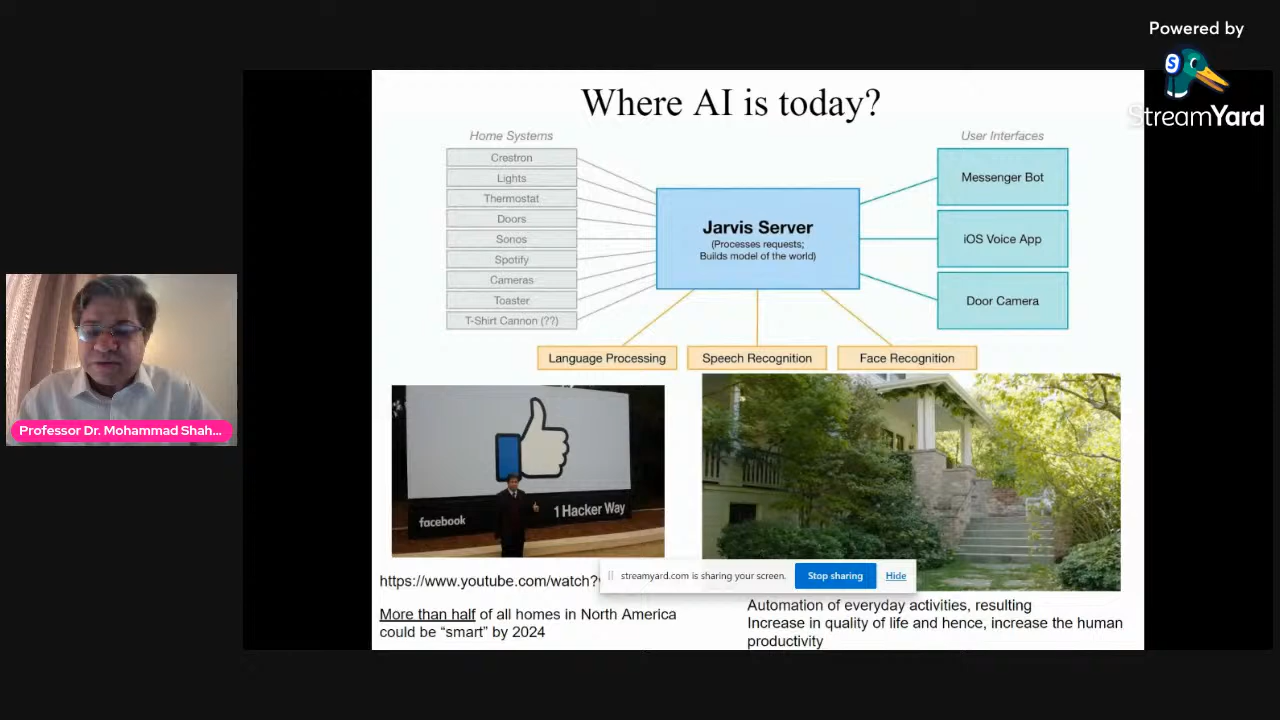 Powered by
StreamYard
Where AI is today?
Home Systems
Crestron
Lights
Thermostat
Doors
Sonos
Spotify
Cameras
Toaster
T-Shirt Cannon (??)
Jarvis Server
(Processes requests;
Builds model of the world)
User Interfaces
Messenger Bot
iOS Voice App
Door Camera
Language Processing
Speech Recognition
Face Recognition
Professor Dr. Mohammad Shah...
facebook
1 Hacker Way
https://www.youtube.com/watch?
streamyard.com is sharing your screen.
Stop sharing
Hide
More than half of all homes in North America
could be “smart” by 2024
Automation of everyday activities, resulting
Increase in quality of life and hence, increase the human
productivity